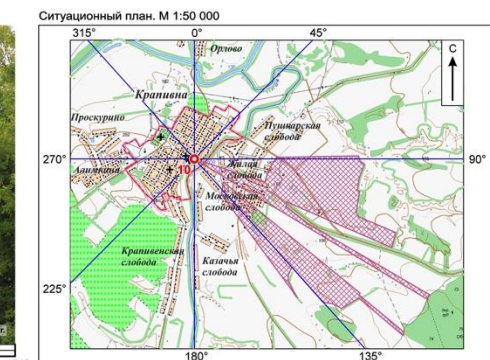 Ситуационный план. М 1:50 000
315°
0°
45°
С
Орлово
Крапивна
Проскурино
Пушкарская
слобода
270°
90°
10
Жилая
слобода
Московская
слобода
Крапивенская
слобода
Казачья
слобода
225°
180°
135°
г.